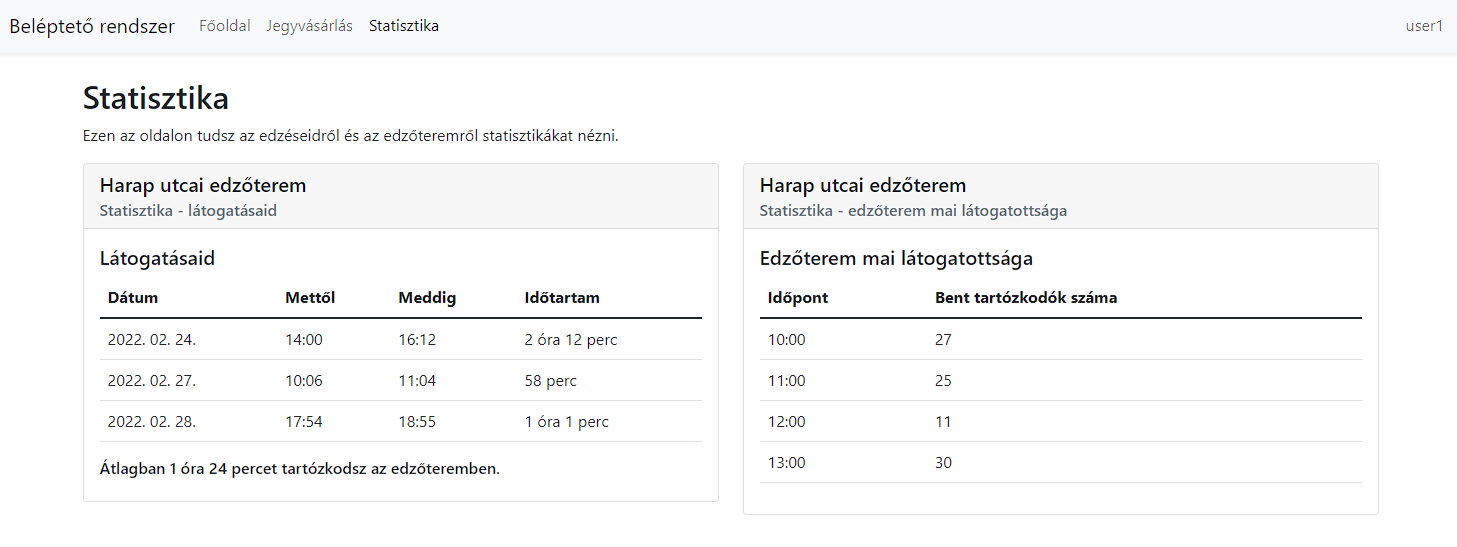 Beléptető rendszer Főoldal Jegyvásárlás Statisztika user1
Statisztika
Ezen az oldalon tudsz az edzéseidről és az edzőteremről statisztikákat nézni.
Harap utcai edzőterem
Statisztika - látogatásaid
Látogatásaid
Dátum Mettől Meddig Időtartam
2022. 02. 24. 14:00 16:12 2 óra 12 perc
2022. 02. 27. 10:06 11:04 58 perc
2022. 02. 28. 17:54 18:55 1 óra 1 perc
Átlagban 1 óra 24 percet tartózkodsz az edzőteremben.
Harap utcai edzőterem
Statisztika - edzőterem mai látogatottsága
Edzőterem mai látogatottsága
Időpont Bent tartózkodók száma
10:00 27
11:00 25
12:00 11
13:00 30